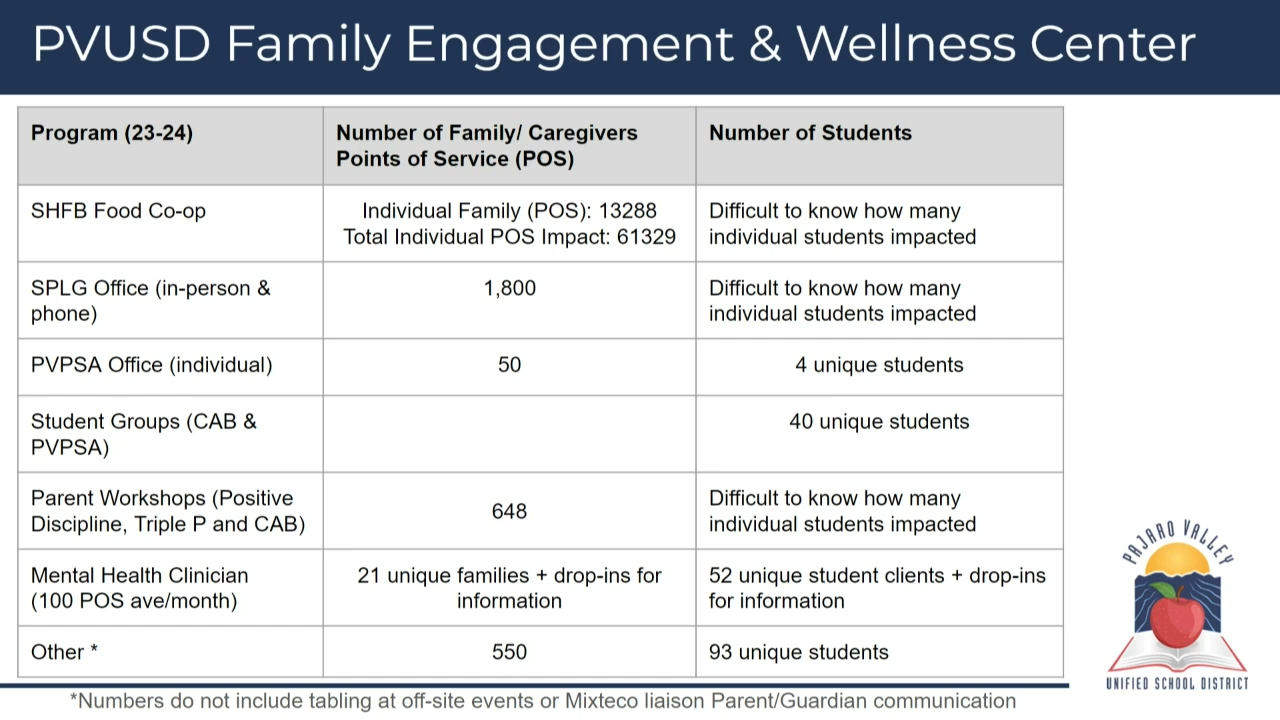 PVUSD Family Engagement & Wellness Center
Program (23-24)
Number of Family/ Caregivers
Points of Service (POS)
Number of Students
SHFB Food Co-op
Individual Family (POS): 13288
Total Individual POS Impact: 61329
Difficult to know how many
individual students impacted
SPLG Office (in-person &
phone)
1,800
Difficult to know how many
individual students impacted
PVPSA Office (individual)
50
4 unique students
Student Groups (CAB &
PVPSA)
40 unique students
Parent Workshops (Positive
Discipline, Triple P and CAB)
648
Difficult to know how many
individual students impacted
Mental Health Clinician
(100 POS ave/month)
21 unique families + drop-ins for
information
52 unique student clients + drop-ins
for information
Other *
550
93 unique students
*Numbers do not include tabling at off-site events or Mixteco liaison Parent/Guardian communication
PAJARO VALLEY
UNIFIED SCHOOL DISTRICT